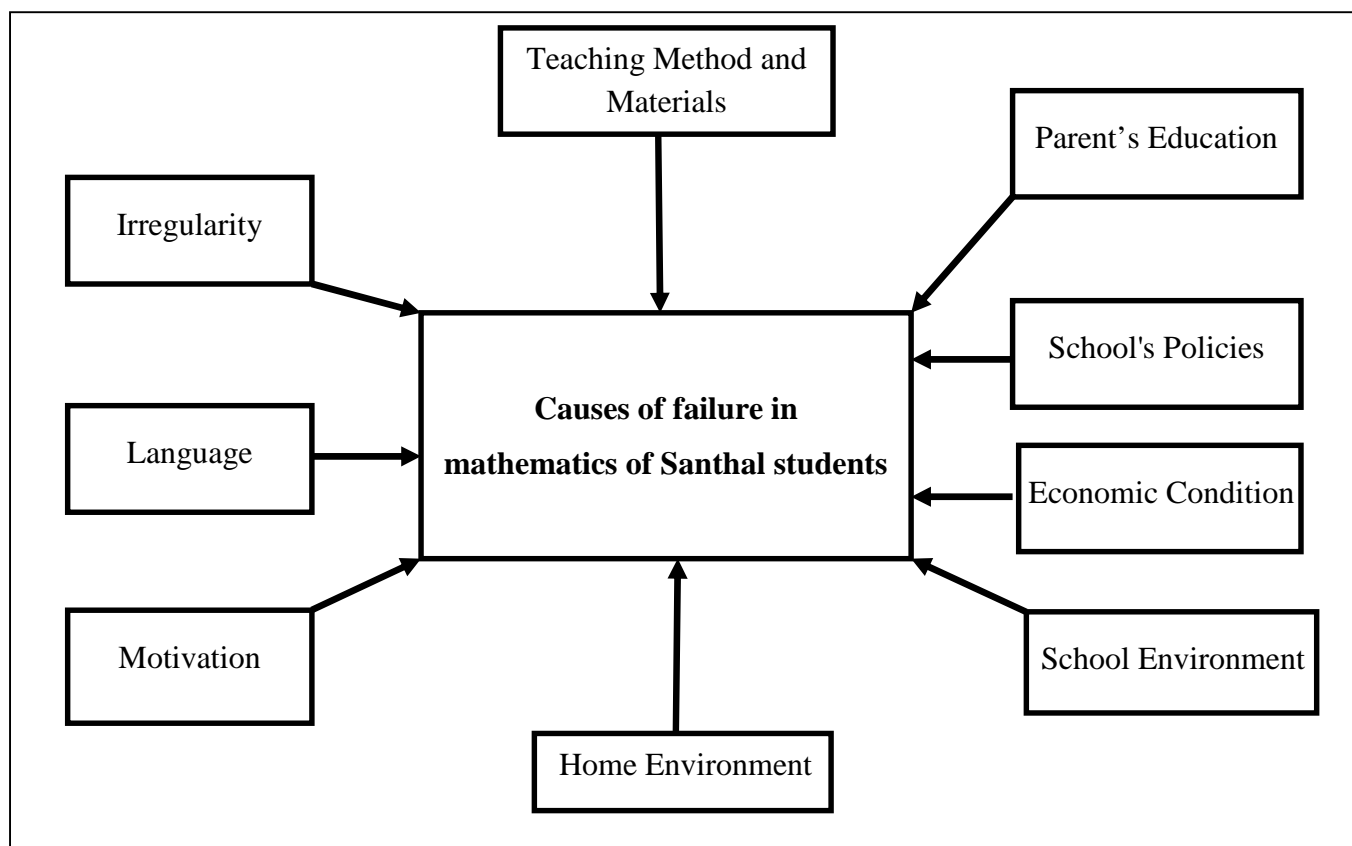 Teaching Method and
Materials
Parent’s Education
Irregularity
School's Policies
Causes of failure in
mathematics of Santhal students
Language
Economic Condition
Motivation
School Environment
Home Environment